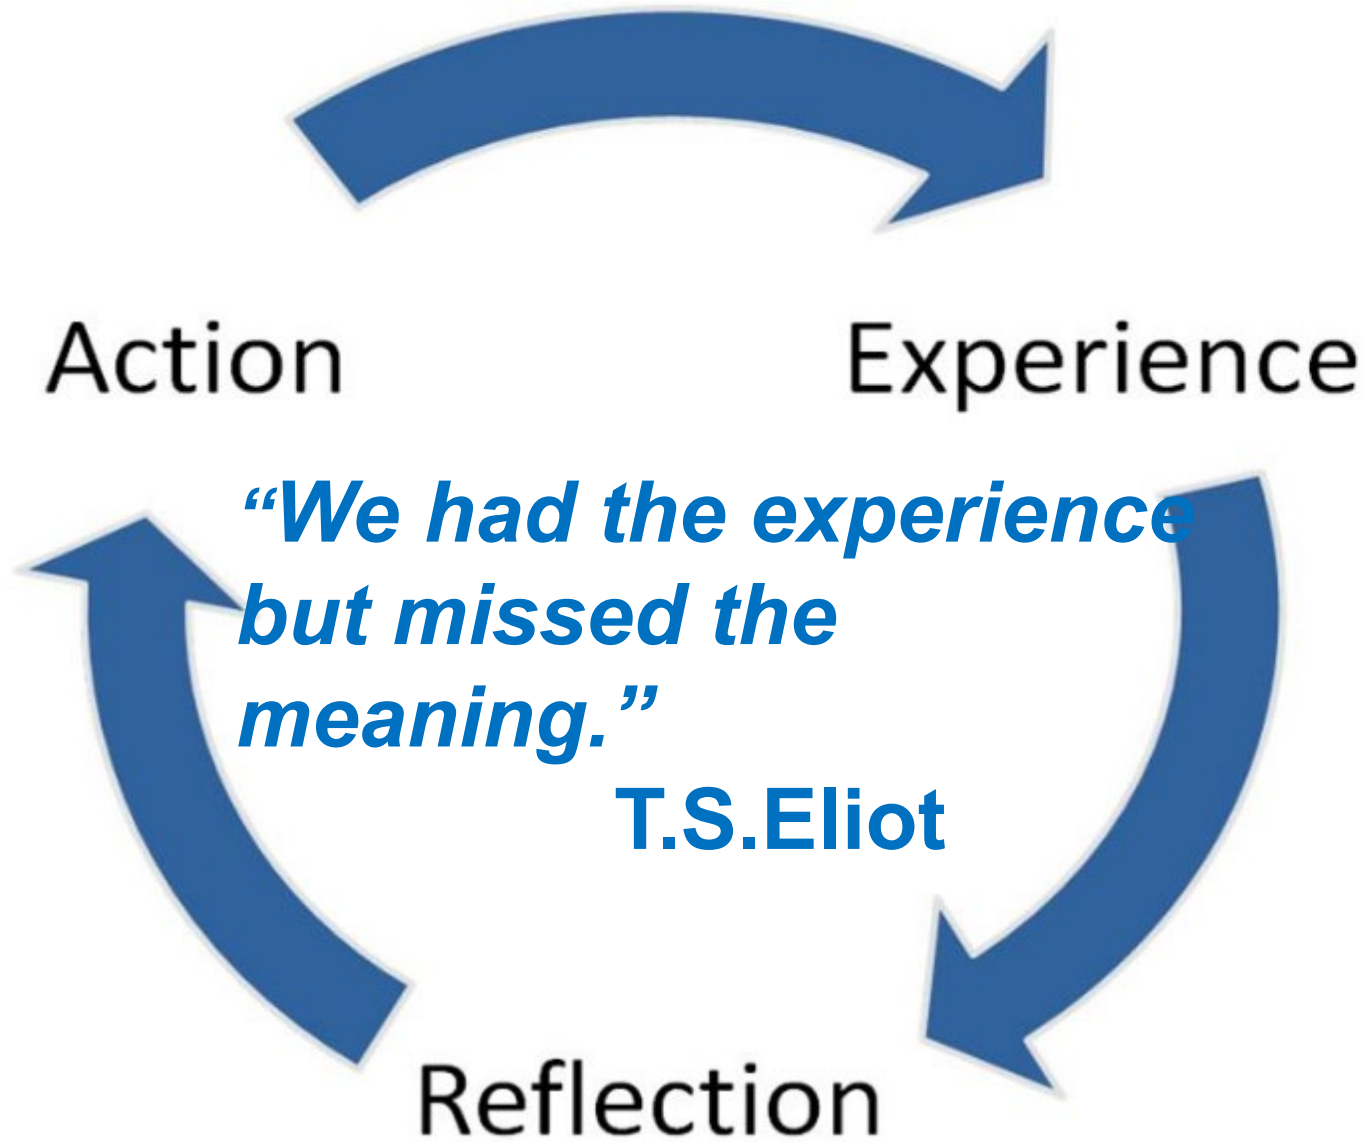 Action
Experience
“We had the experience
but missed the
meaning.”
T.S.Eliot
Reflection